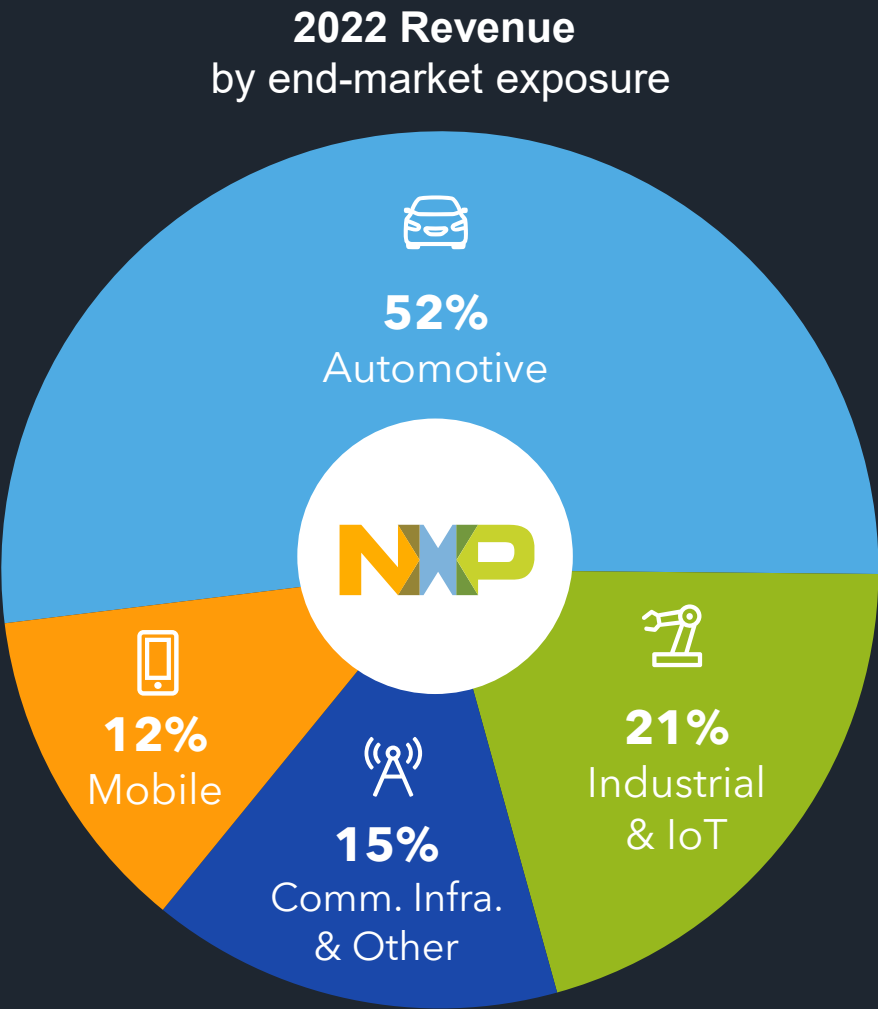 2022 Revenue
by end-market exposure
52%
Automotive
NXP
12%
Mobile
15%
Comm. Infra.
& Other
21%
Industrial
& IoT